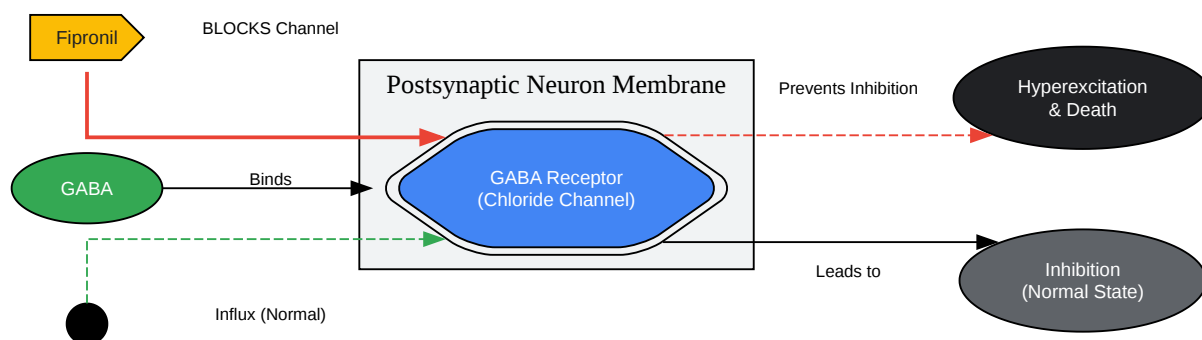 Fipronil
BLOCKS Channel
Postsynaptic Neuron Membrane
Prevents Inhibition
Hyperexcitation
& Death
GABA
Binds
GABA Receptor
(Chloride Channel)
Leads to
Inhibition
(Normal State)
Influx (Normal)